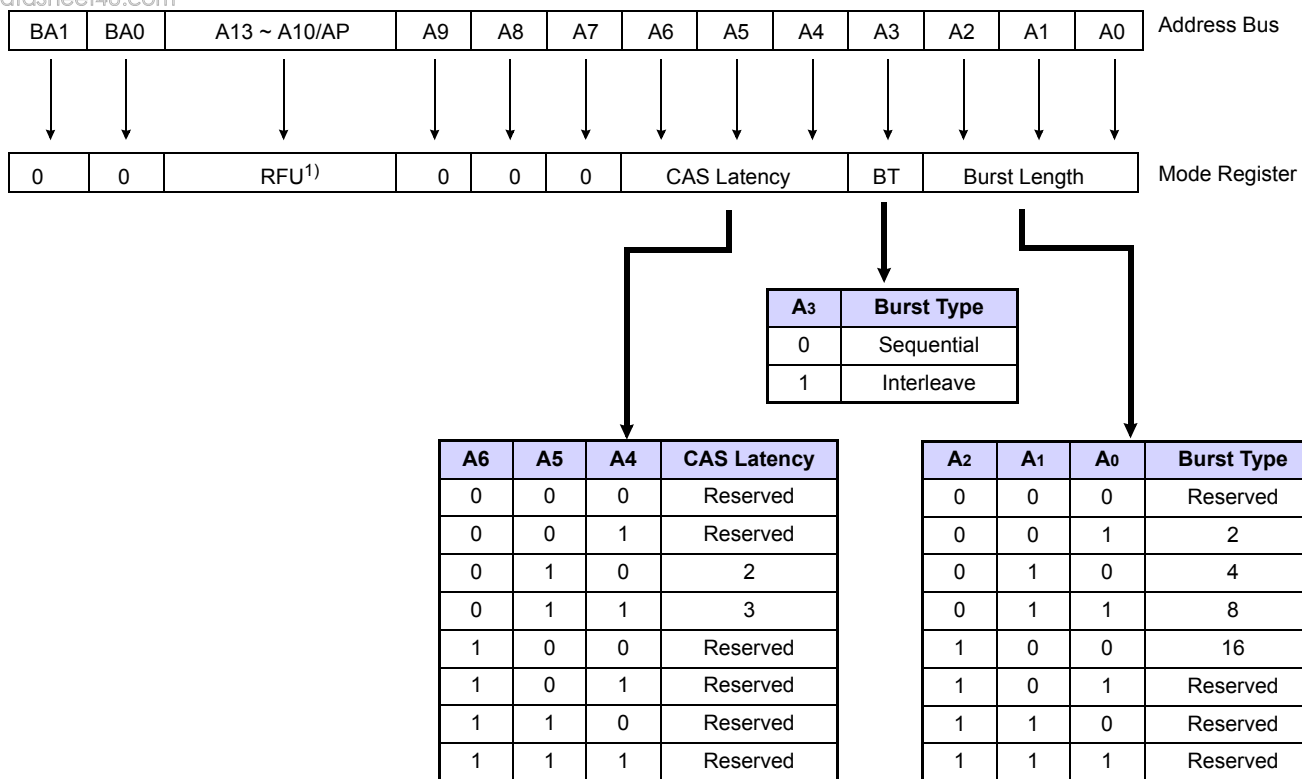 BA1 BA0 A13 ~ A10/AP A9 A8 A7 A6 A5 A4 A3 A2 A1 A0 Address Bus
0 0 RFU1) 0 0 0 CAS Latency BT Burst Length Mode Register
A3 Burst Type
0 Sequential
1 Interleave
A6 A5 A4 CAS Latency
0 0 0 Reserved
0 0 1 Reserved
0 1 0 2
0 1 1 3
1 0 0 Reserved
1 0 1 Reserved
1 1 0 Reserved
1 1 1 Reserved
A2 A1 A0 Burst Type
0 0 0 Reserved
0 0 1 2
0 1 0 4
0 1 1 8
1 0 0 16
1 0 1 Reserved
1 1 0 Reserved
1 1 1 Reserved